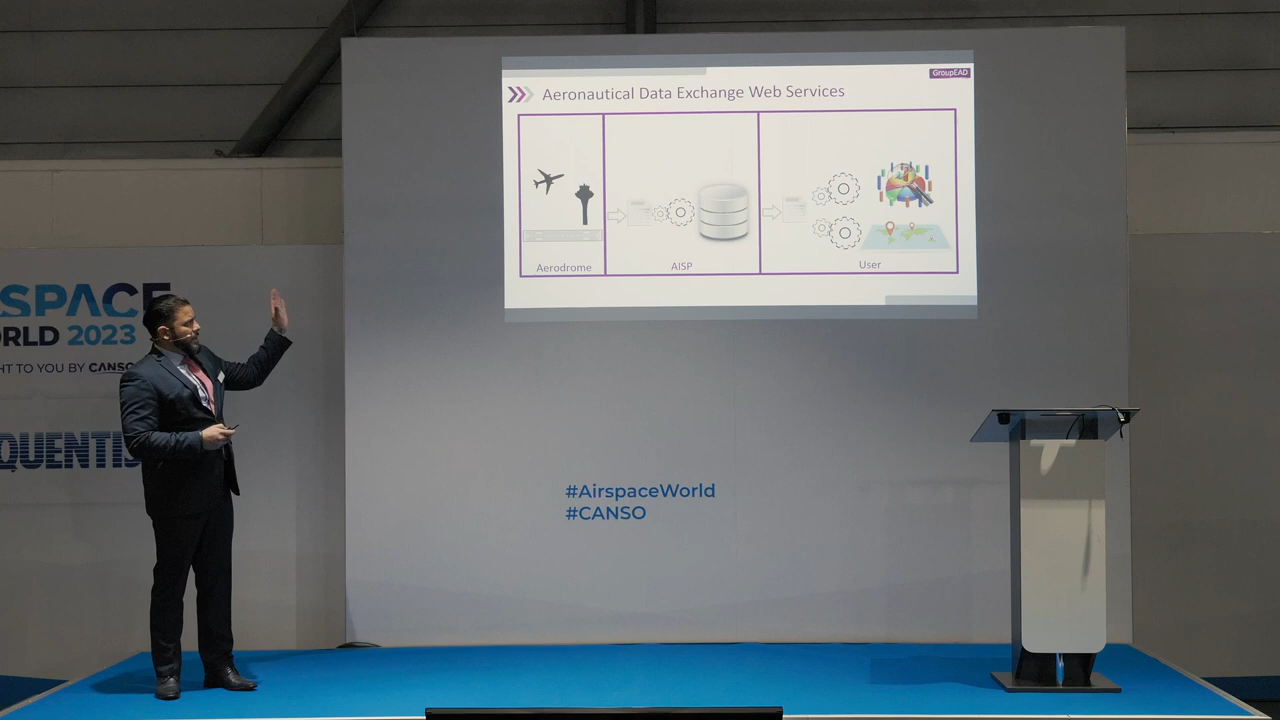 GroupEAD
Aeronautical Data Exchange Web Services
Aerodrome
AISP
User
SPACE
RLD 2023
HT TO YOU BY CANSO
QUENTIS
#AirspaceWorld
#CANSO